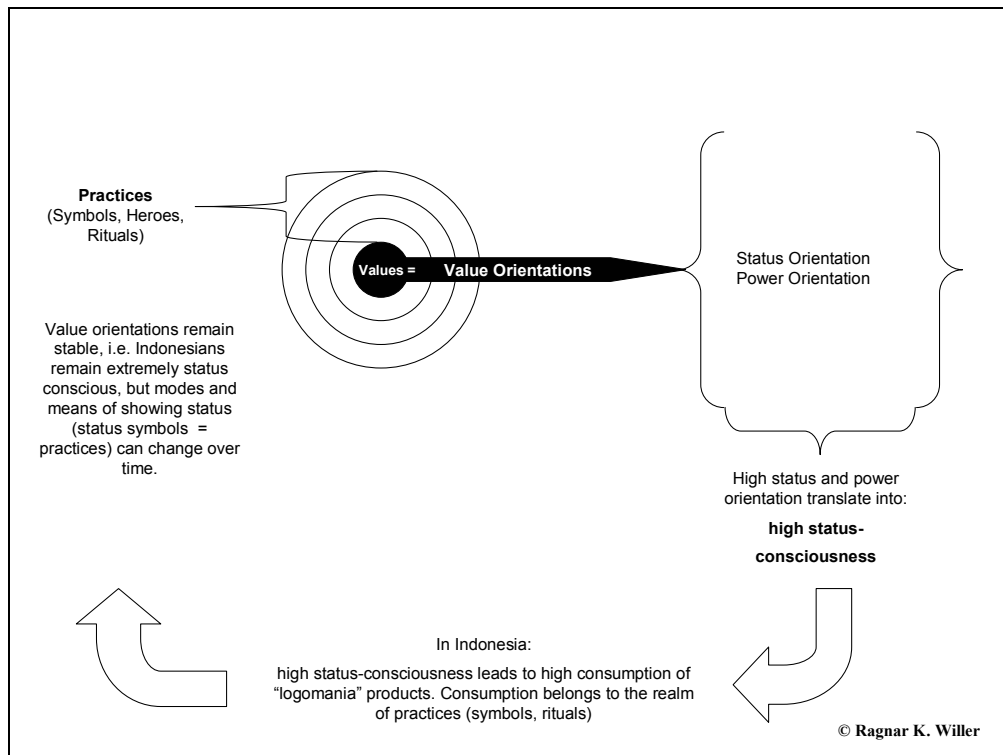 Practices
(Symbols, Heroes,
Rituals)
Values =
Value Orientations
Status Orientation
Power Orientation
Value orientations remain
stable, i.e. Indonesians
remain extremely status
conscious, but modes and
means of showing status
(status symbols =
practices) can change over
time.
High status and power
orientation translate into:
high status-
consciousness
In Indonesia:
high status-consciousness leads to high consumption of
“logomania” products. Consumption belongs to the realm
of practices (symbols, rituals)
© Ragnar K. Willer